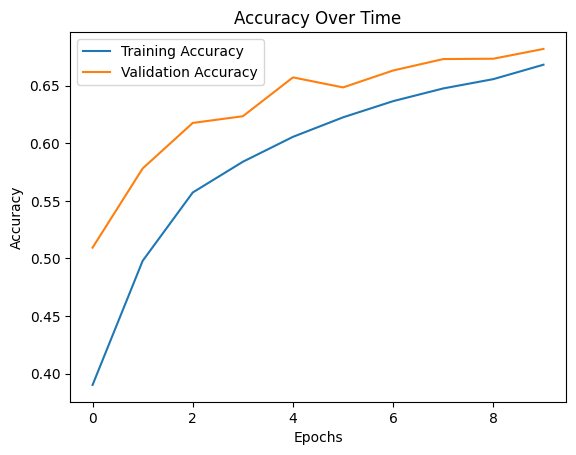 Accuracy Over Time
Training Accuracy
Validation Accuracy
0.65
0.60
0.55
0.50
0.45
0.40
Accuracy
0 2 4 6 8
Epochs